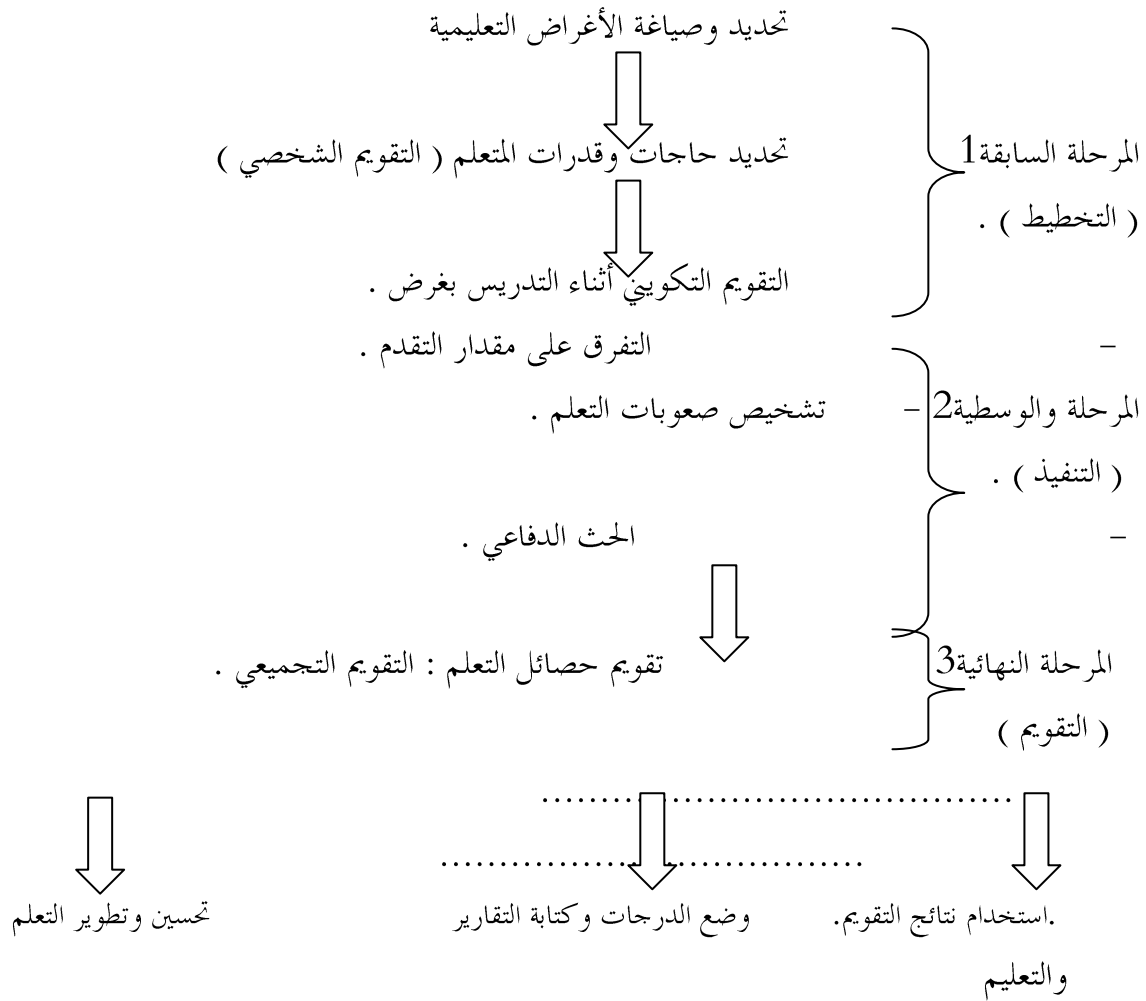 تحديد وصياغة الأغراض التعليمية
المرحلة السابقة1 تحديد حاجات وقدرات المتعلم ( التقويم الشخصي )
( التخطيط ) .
التقويم التكويني أثناء التدريس بغرض .
– التفرق على مقدار التقدم .
المرحلة والوسطية2 – تشخيص صعوبات التعلم .
( التنفيذ ) .
– الحث الدفاعي .
المرحلة النهائية3 تقويم حصائل التعلم : التقويم التجميعي .
( التقويم )
........................................
....................................
.استخدام نتائج التقويم. وضع الدرجات وكتابة التقارير تحسين وتطوير التعلم
والتعليم